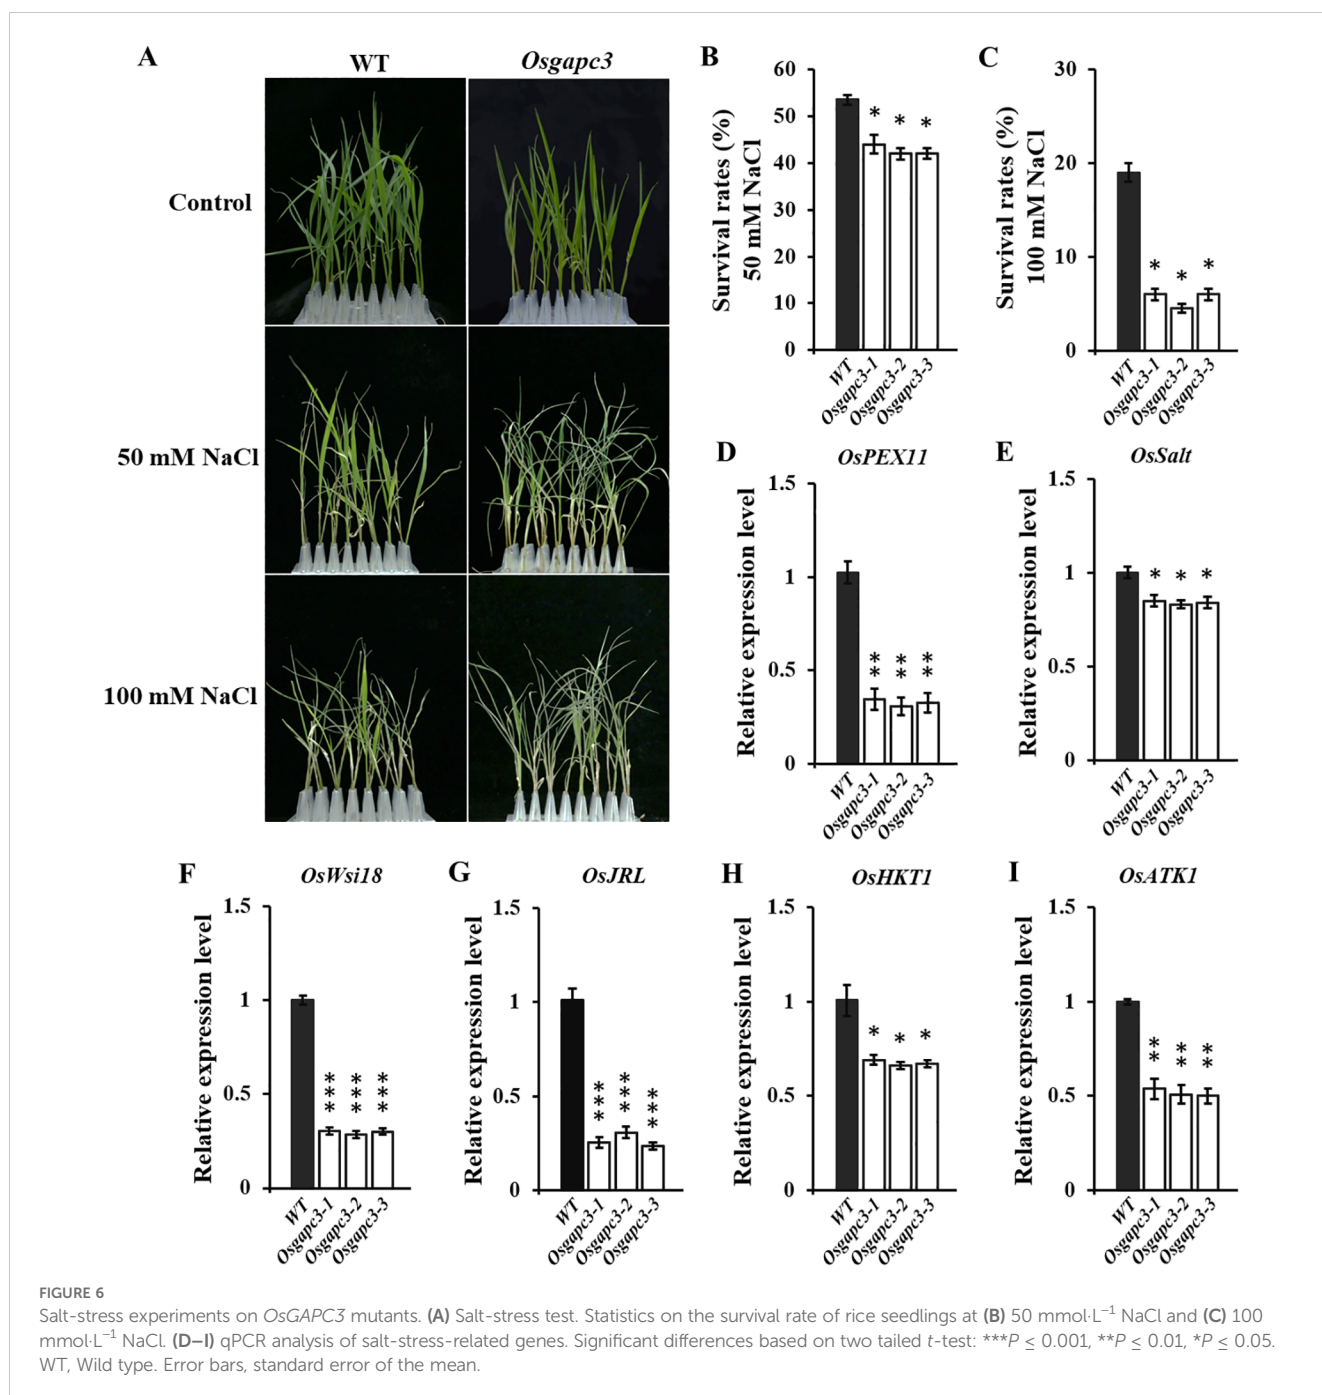 A
WT
Osgapc3
Control
50 mM NaCl
100 mM NaCl
B
Survival rates (%)
50 mM NaCl
60
50
40
30
20
10
0
*
*
*
WT
Osgapc3-1
Osgapc3-2
Osgapc3-3
C
Survival rates (%)
100 mM NaCl
30
20
10
0
*
*
*
WT
Osgapc3-1
Osgapc3-2
Osgapc3-3
D
OsPEX11
Relative expression level
1.5
1
0.5
0
**
**
**
WT
Osgapc3-1
Osgapc3-2
Osgapc3-3
E
OsSalt
Relative expression level
1.5
1
0.5
0
*
*
*
WT
Osgapc3-1
Osgapc3-2
Osgapc3-3
F
OsWsi18
Relative expression level
1.5
1
0.5
0
***
***
***
WT
Osgapc3-1
Osgapc3-2
Osgapc3-3
G
OsJRL
Relative expression level
1.5
1
0.5
0
***
***
***
WT
Osgapc3-1
Osgapc3-2
Osgapc3-3
H
OsHKT1
Relative expression level
1.5
1
0.5
0
*
*
*
WT
Osgapc3-1
Osgapc3-2
Osgapc3-3
I
OsATK1
Relative expression level
1.5
1
0.5
0
**
**
**
WT
Osgapc3-1
Osgapc3-2
Osgapc3-3
FIGURE 6
Salt-stress experiments on OsGAPC3 mutants. (A) Salt-stress test. Statistics on the survival rate of rice seedlings at (B) 50 mmol·L⁻¹ NaCl and (C) 100
mmol·L⁻¹ NaCl. (D–I) qPCR analysis of salt-stress-related genes. Significant differences based on two tailed t-test: ***P ≤ 0.001, **P ≤ 0.01, *P ≤ 0.05.
WT, Wild type. Error bars, standard error of the mean.